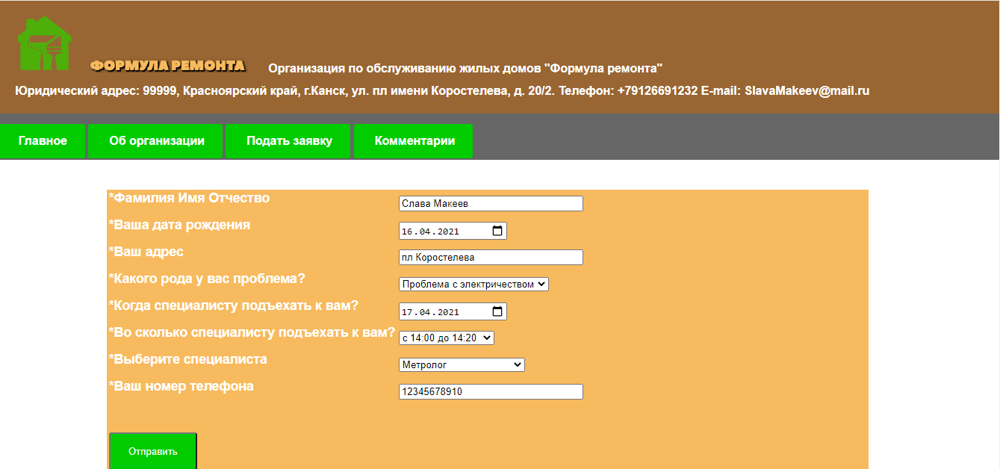 ФОРМУЛА РЕМОНТА Организация по обслуживанию жилых домов "Формула ремонта"
Юридический адрес: 99999, Красноярский край, г.Канск, ул. пл имени Коростелева, д. 20/2. Телефон: +79126691232 E-mail: SlavaMakeev@mail.ru
Главное Об организации Подать заявку Комментарии
*Фамилия Имя Отчество Слава Макеев
*Ваша дата рождения 16.04.2021
*Ваш адрес пл Коростелева
*Какого рода у вас проблема? Проблема с электричеством
*Когда специалисту подъехать к вам? 17.04.2021
*Во сколько специалисту подъехать к вам? с 14:00 до 14:20
*Выберите специалиста Метролог
*Ваш номер телефона 12345678910
Отправить